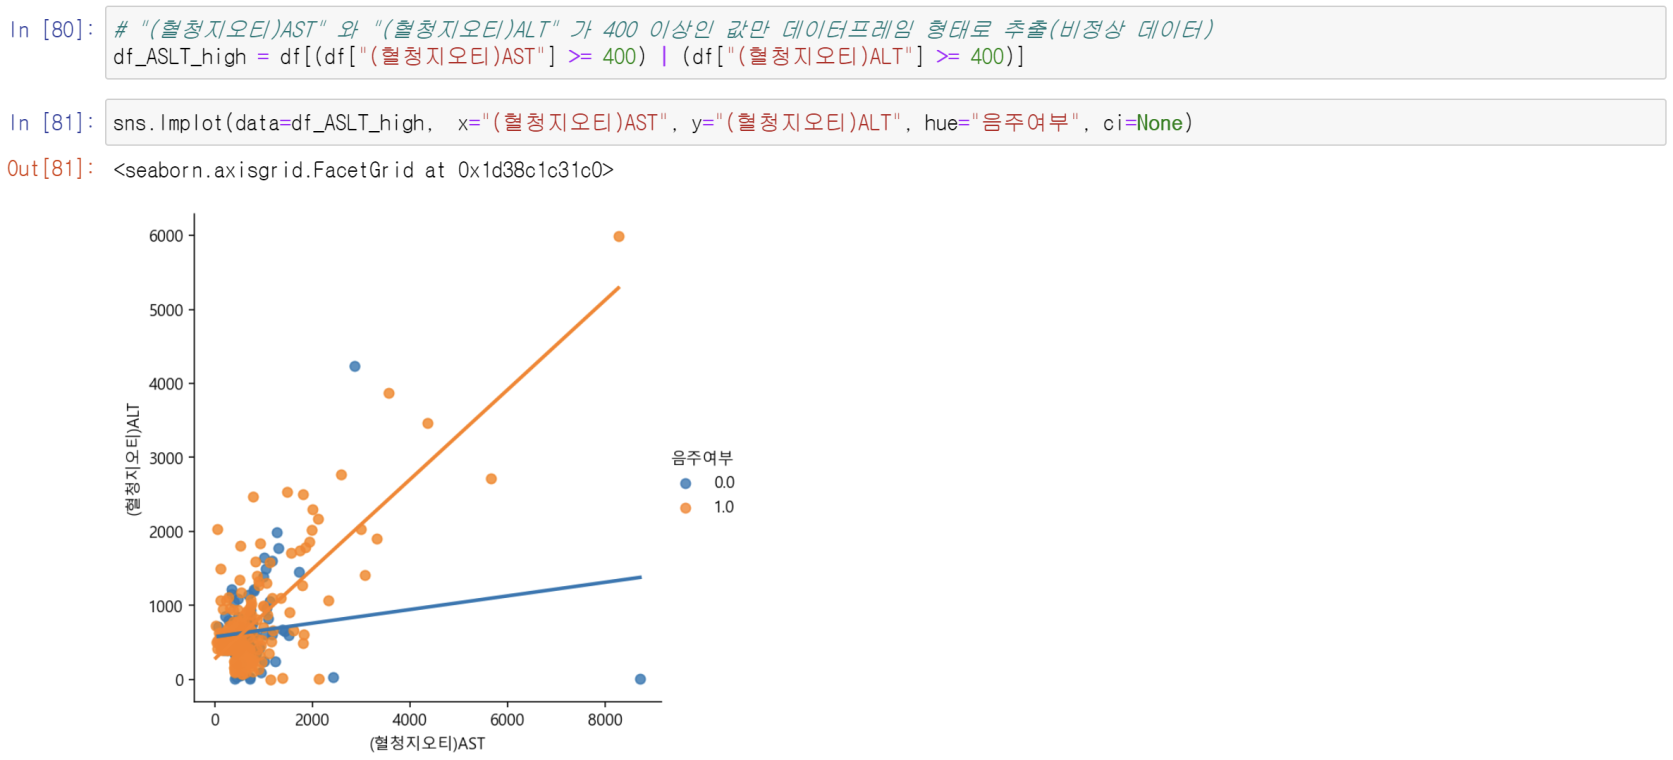 In [80]: # "(혈청지오티)AST" 와 "(혈청지오티)ALT" 가 400 이상인 값만 데이터프레임 형태로 추출(비정상 데이터)
df_ASLT_high = df[(df["(혈청지오티)AST"] >= 400) | (df["(혈청지오티)ALT"] >= 400)]
In [81]: sns.lmplot(data=df_ASLT_high, x="(혈청지오티)AST", y="(혈청지오티)ALT", hue="음주여부", ci=None)
Out[81]: <seaborn.axisgrid.FacetGrid at 0x1d38c1c31c0>
6000
5000
4000
3000
2000
1000
0
(혈청지오티)ALT
음주여부
0.0
1.0
0 2000 4000 6000 8000
(혈청지오티)AST